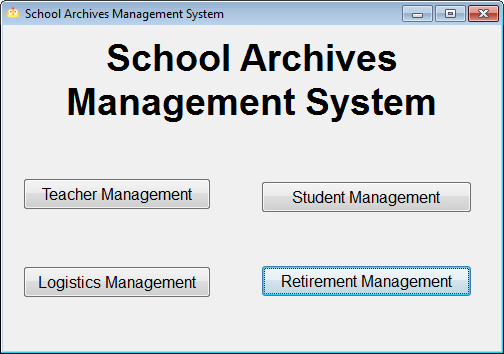 School Archives Management System
School Archives
Management System
Teacher Management
Student Management
Logistics Management
Retirement Management